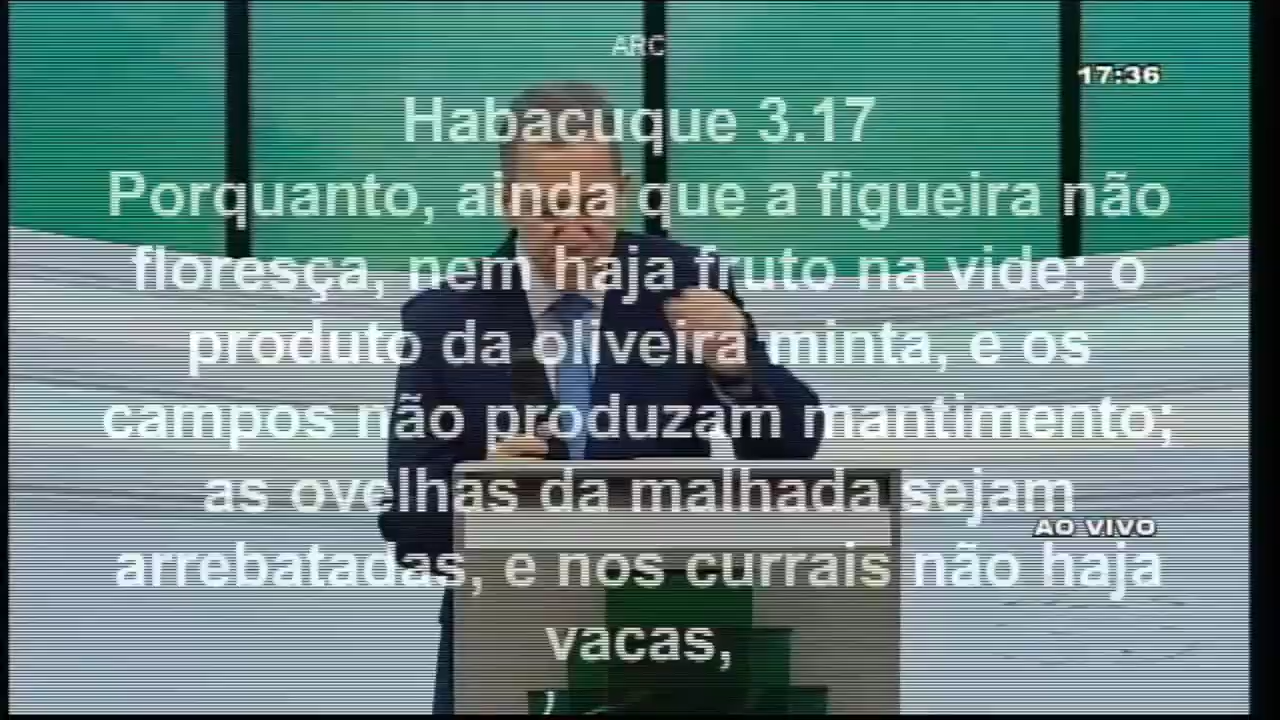 ARC
17:36
Habacuque 3.17
Porquanto, ainda que a figueira não
floresça, nem haja fruto na vide; o
produto da oliveira minta, e os
campos não produzam mantimento;
as ovelhas da malhada sejam
AO VIVO
arrebatadas, e nos currais não haja
vacas,